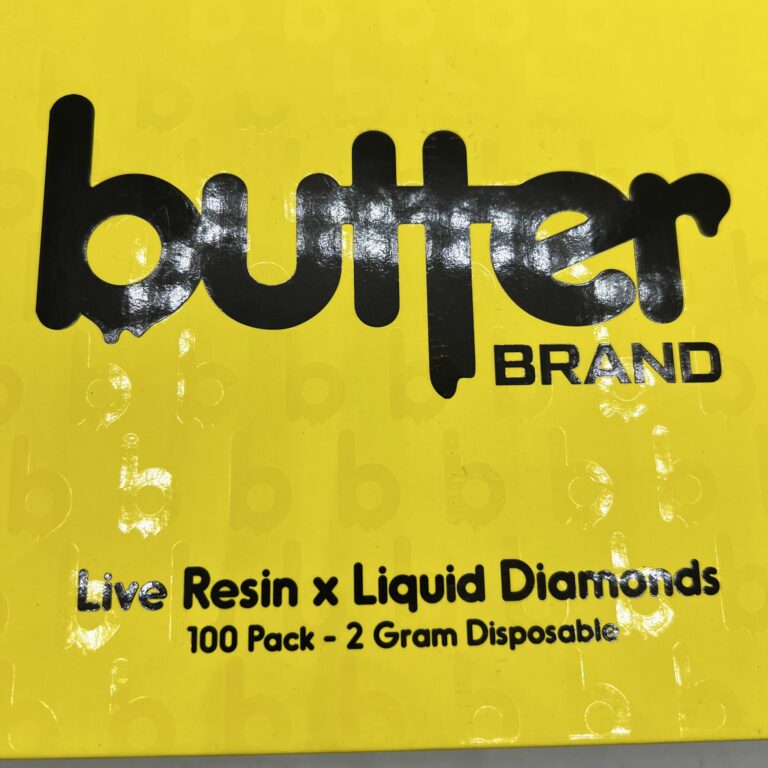 butter
BRAND
Live Resin x Liquid Diamonds
100 Pack - 2 Gram Disposable